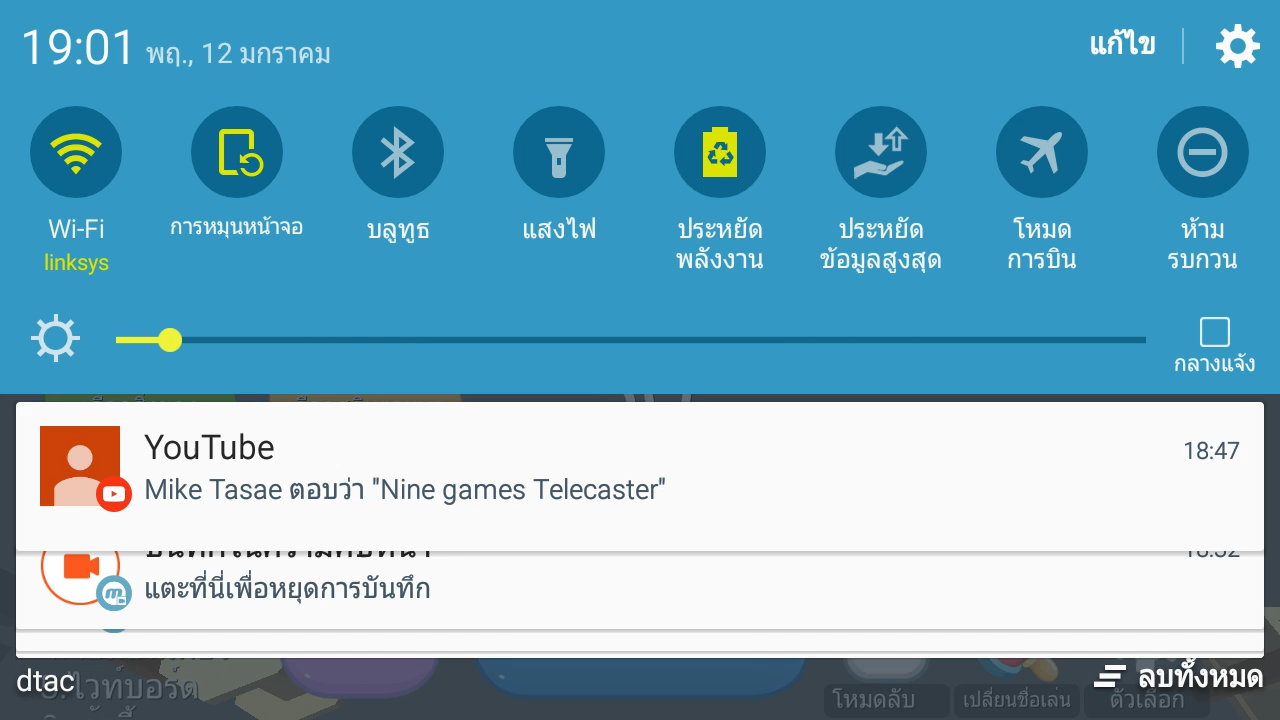 19:01 พฤ., 12 มกราคม
แก้ไข
Wi-Fi
linksys
การหมุนหน้าจอ
บลูทูธ
แสงไฟ
ประหยัด
พลังงาน
ประหยัด
ข้อมูลสูงสุด
โหมด
การบิน
ห้าม
รบกวน
กลางแจ้ง
YouTube
18:47
Mike Tasae ตอบว่า "Nine games Telecaster"
แตะที่นี่เพื่อหยุดการบันทึก
dtac
ไวท์บอร์ด
ลบทั้งหมด
โหมดลับ
เปลี่ยนชื่อเล่น
ตัวเลือก